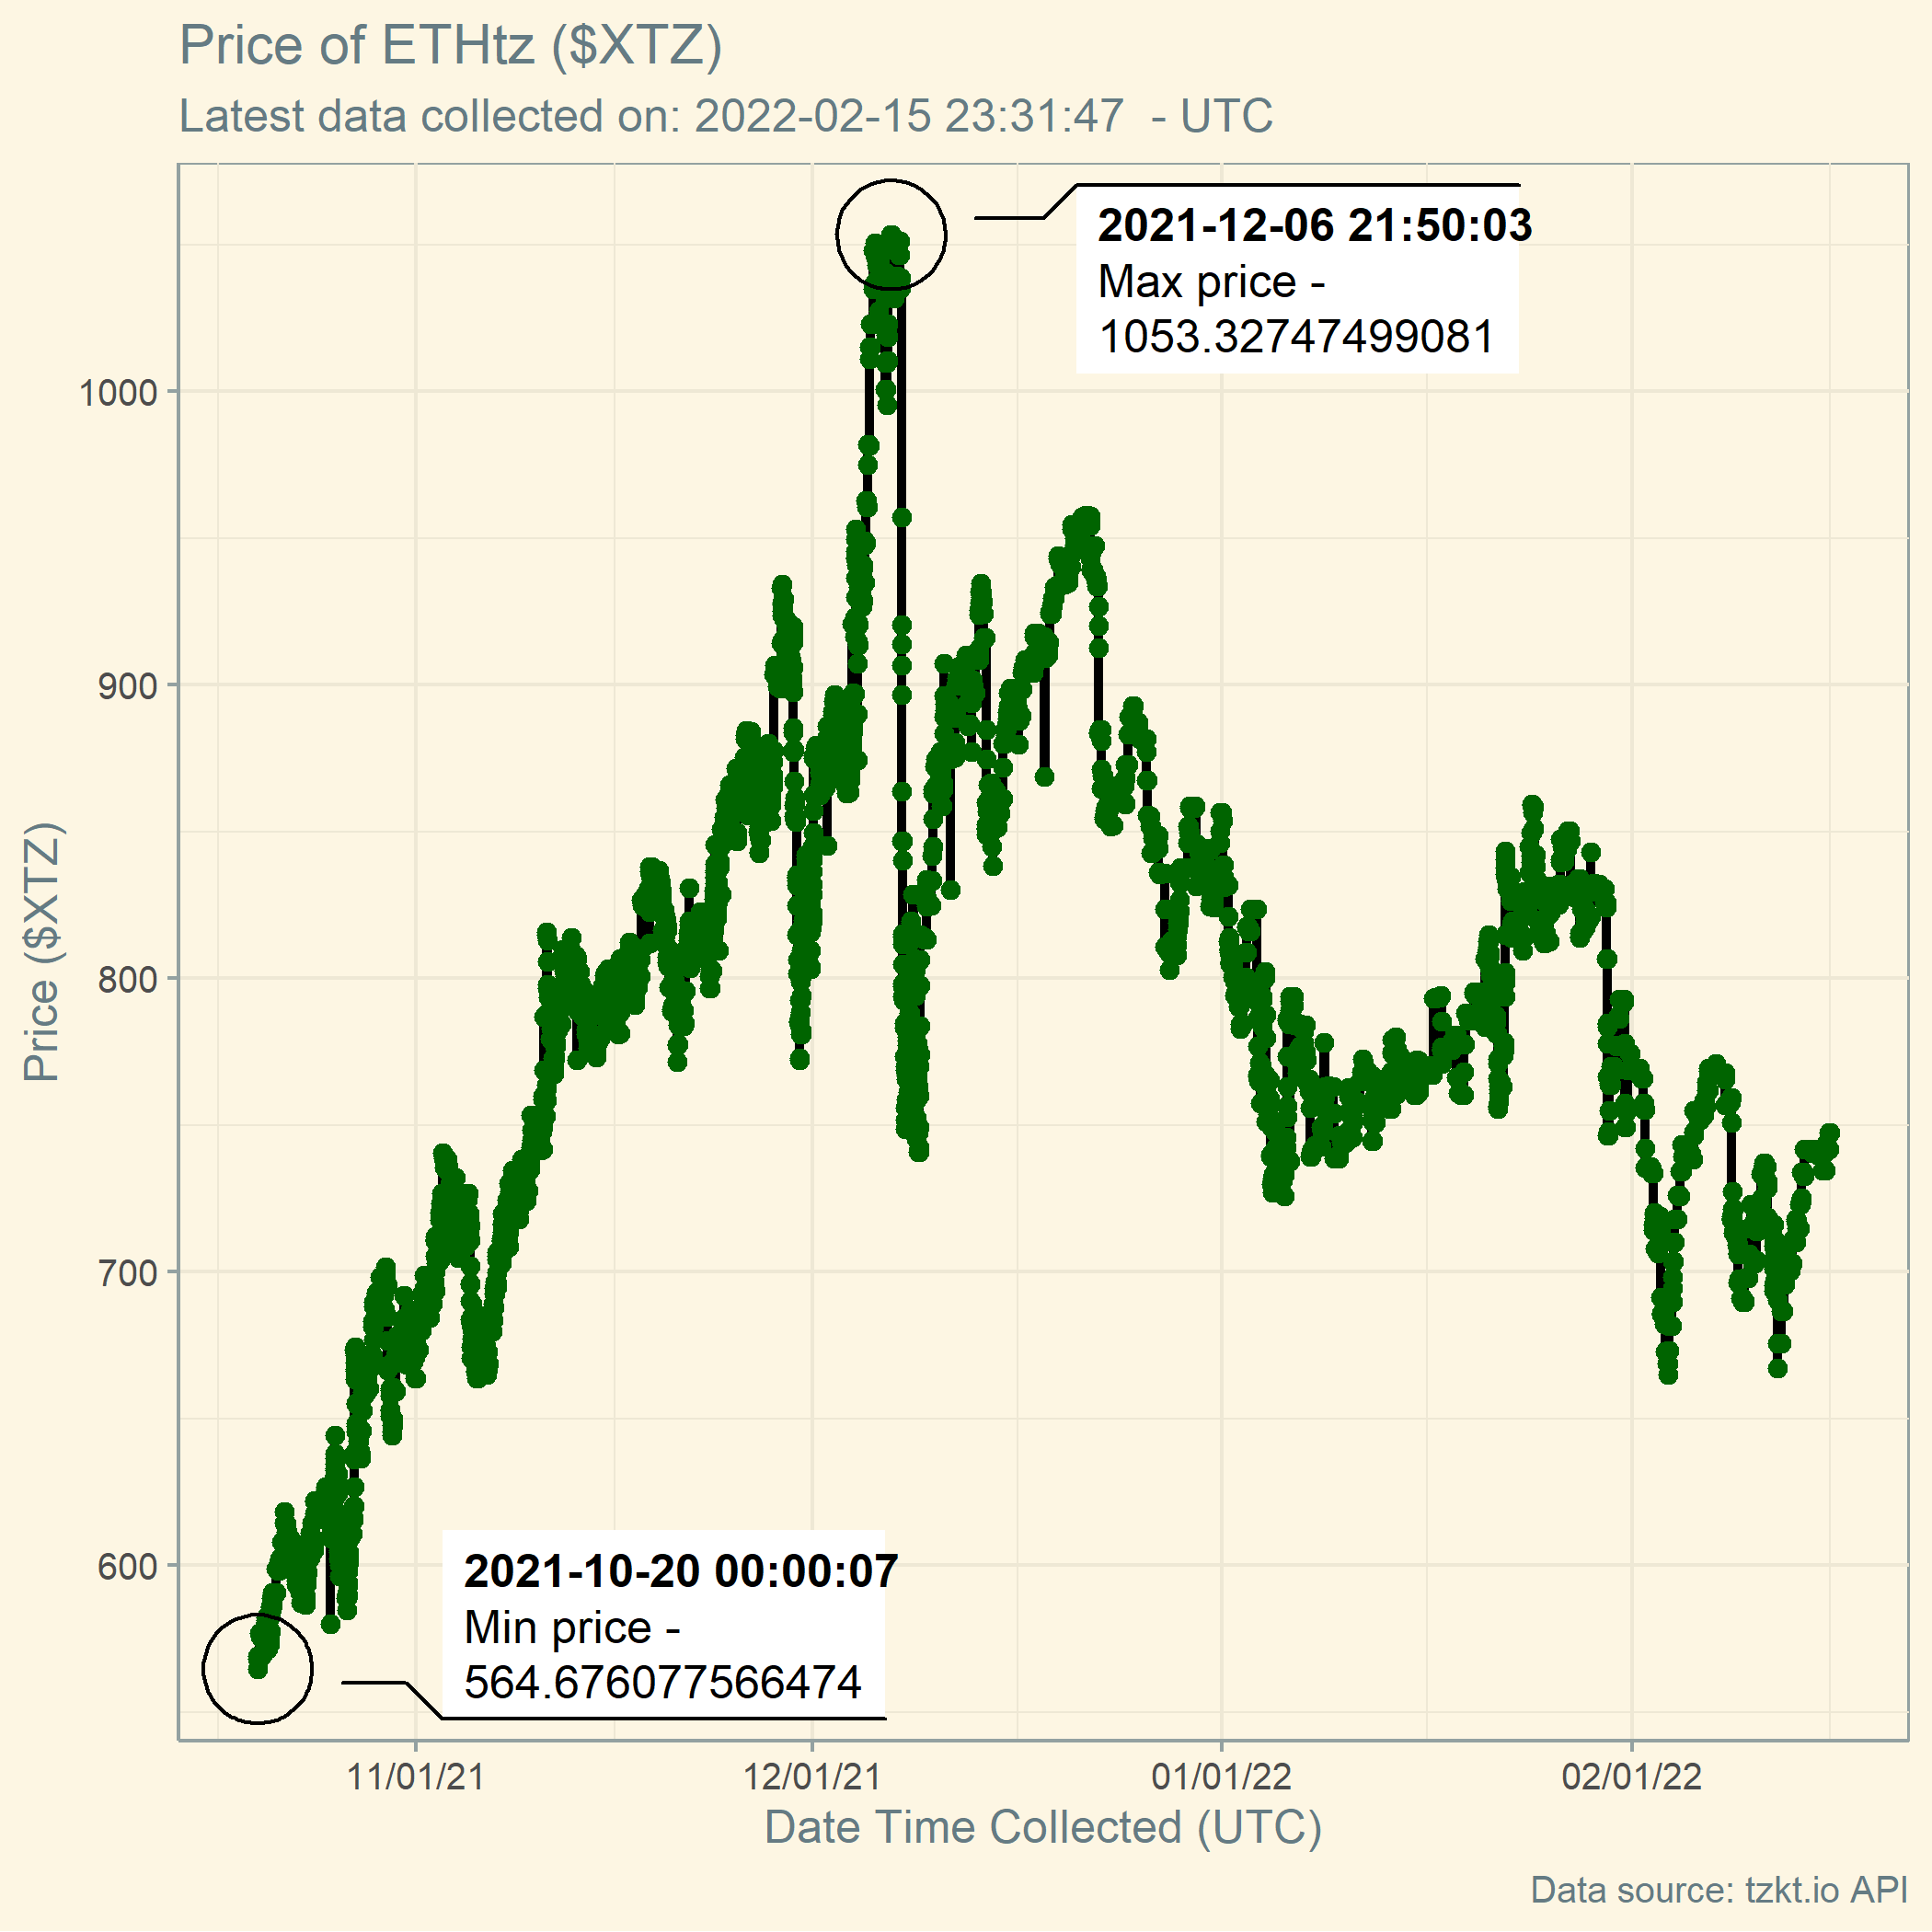 Price of ETHtz ($XTZ)
Latest data collected on: 2022-02-15 23:31:47  - UTC
2021-12-06 21:50:03
Max price -
1053.32747499081
1000
900
800
700
600
Price ($XTZ)
2021-10-20 00:00:07
Min price -
564.676077566474
11/01/21
12/01/21
01/01/22
02/01/22
Date Time Collected (UTC)
Data source: tzkt.io API